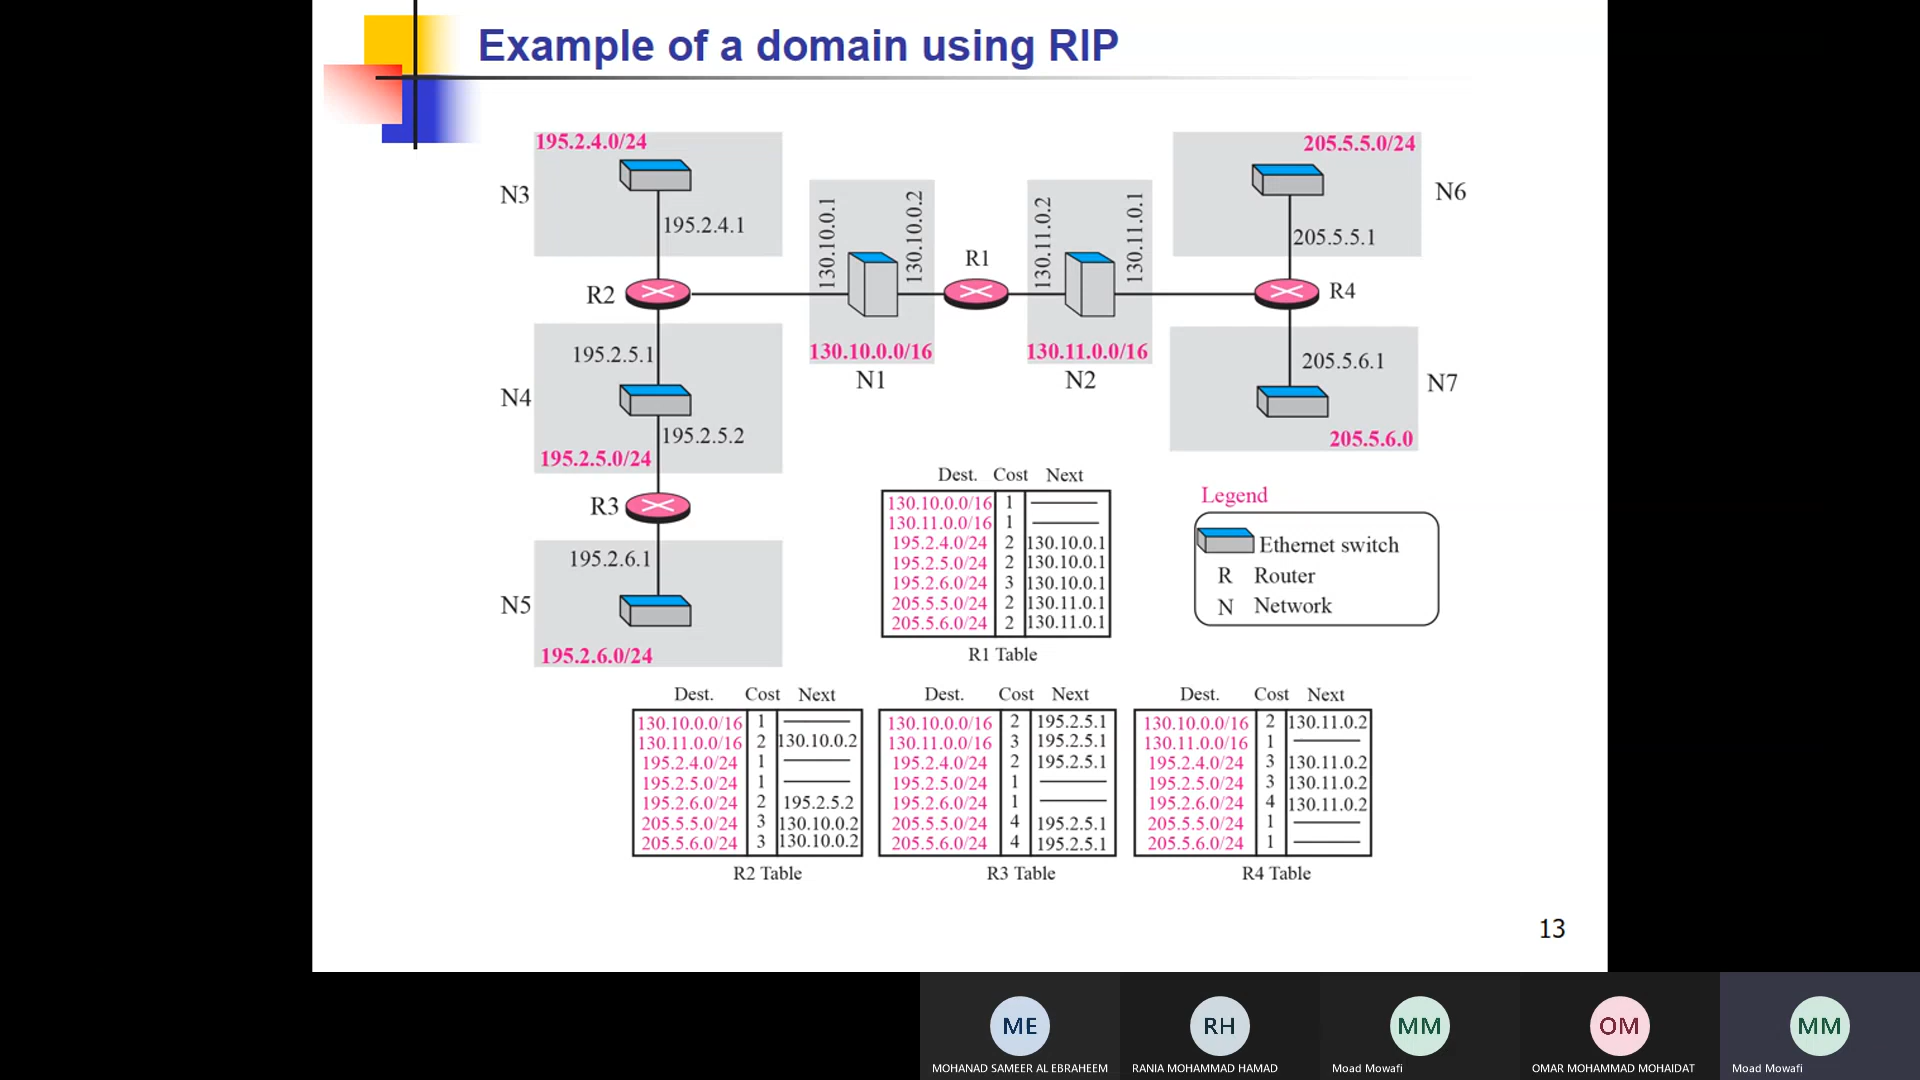 Example of a domain using RIP
195.2.4.0/24
N3
195.2.4.1
R2
195.2.5.1
N4
195.2.5.2
195.2.5.0/24
R3
195.2.6.1
N5
195.2.6.0/24
130.10.0.1
130.10.0.2
130.10.0.0/16
N1
R1
130.11.0.2
130.11.0.1
130.11.0.0/16
N2
205.5.5.0/24
N6
205.5.5.1
R4
205.5.6.1
N7
205.5.6.0
Dest. Cost Next
130.10.0.0/16 1
130.11.0.0/16 1
195.2.4.0/24 2 130.10.0.1
195.2.5.0/24 2 130.10.0.1
195.2.6.0/24 3 130.10.0.1
205.5.5.0/24 2 130.11.0.1
205.5.6.0/24 2 130.11.0.1
R1 Table
Legend
Ethernet switch
R Router
N Network
Dest. Cost Next
130.10.0.0/16 1
130.11.0.0/16 2 130.10.0.2
195.2.4.0/24 1
195.2.5.0/24 1
195.2.6.0/24 2 195.2.5.2
205.5.5.0/24 3 130.10.0.2
205.5.6.0/24 3 130.10.0.2
R2 Table
Dest. Cost Next
130.10.0.0/16 2 195.2.5.1
130.11.0.0/16 3 195.2.5.1
195.2.4.0/24 2 195.2.5.1
195.2.5.0/24 1
195.2.6.0/24 1
205.5.5.0/24 4 195.2.5.1
205.5.6.0/24 4 195.2.5.1
R3 Table
Dest. Cost Next
130.10.0.0/16 2 130.11.0.2
130.11.0.0/16 1
195.2.4.0/24 3 130.11.0.2
195.2.5.0/24 3 130.11.0.2
195.2.6.0/24 4 130.11.0.2
205.5.5.0/24 1
205.5.6.0/24 1
R4 Table
13
ME
MOHANAD SAMEER AL EBRAHEEM
RH
RANIA MOHAMMAD HAMAD
MM
Moad Mowafi
OM
OMAR MOHAMMAD MOHAIDAT
MM
Moad Mowafi